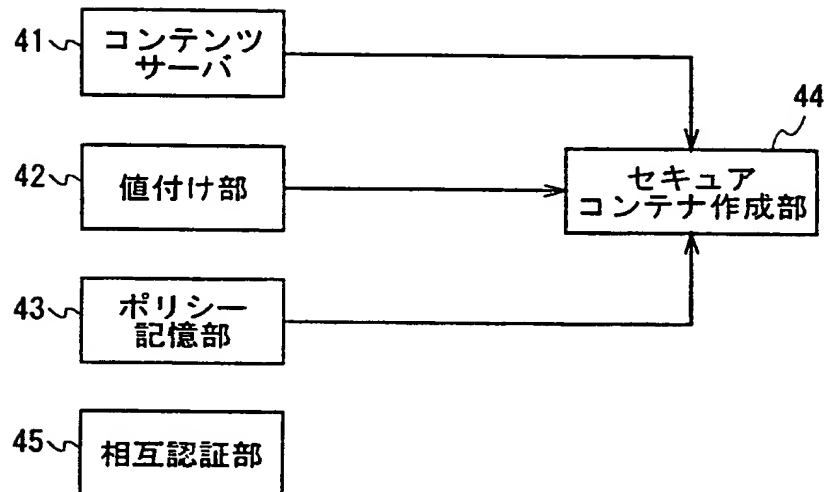 41
コンテンツ
サーバ
44
42
値付け部
セキュア
コンテナ作成部
43
ポリシー
記憶部
45
相互認証部